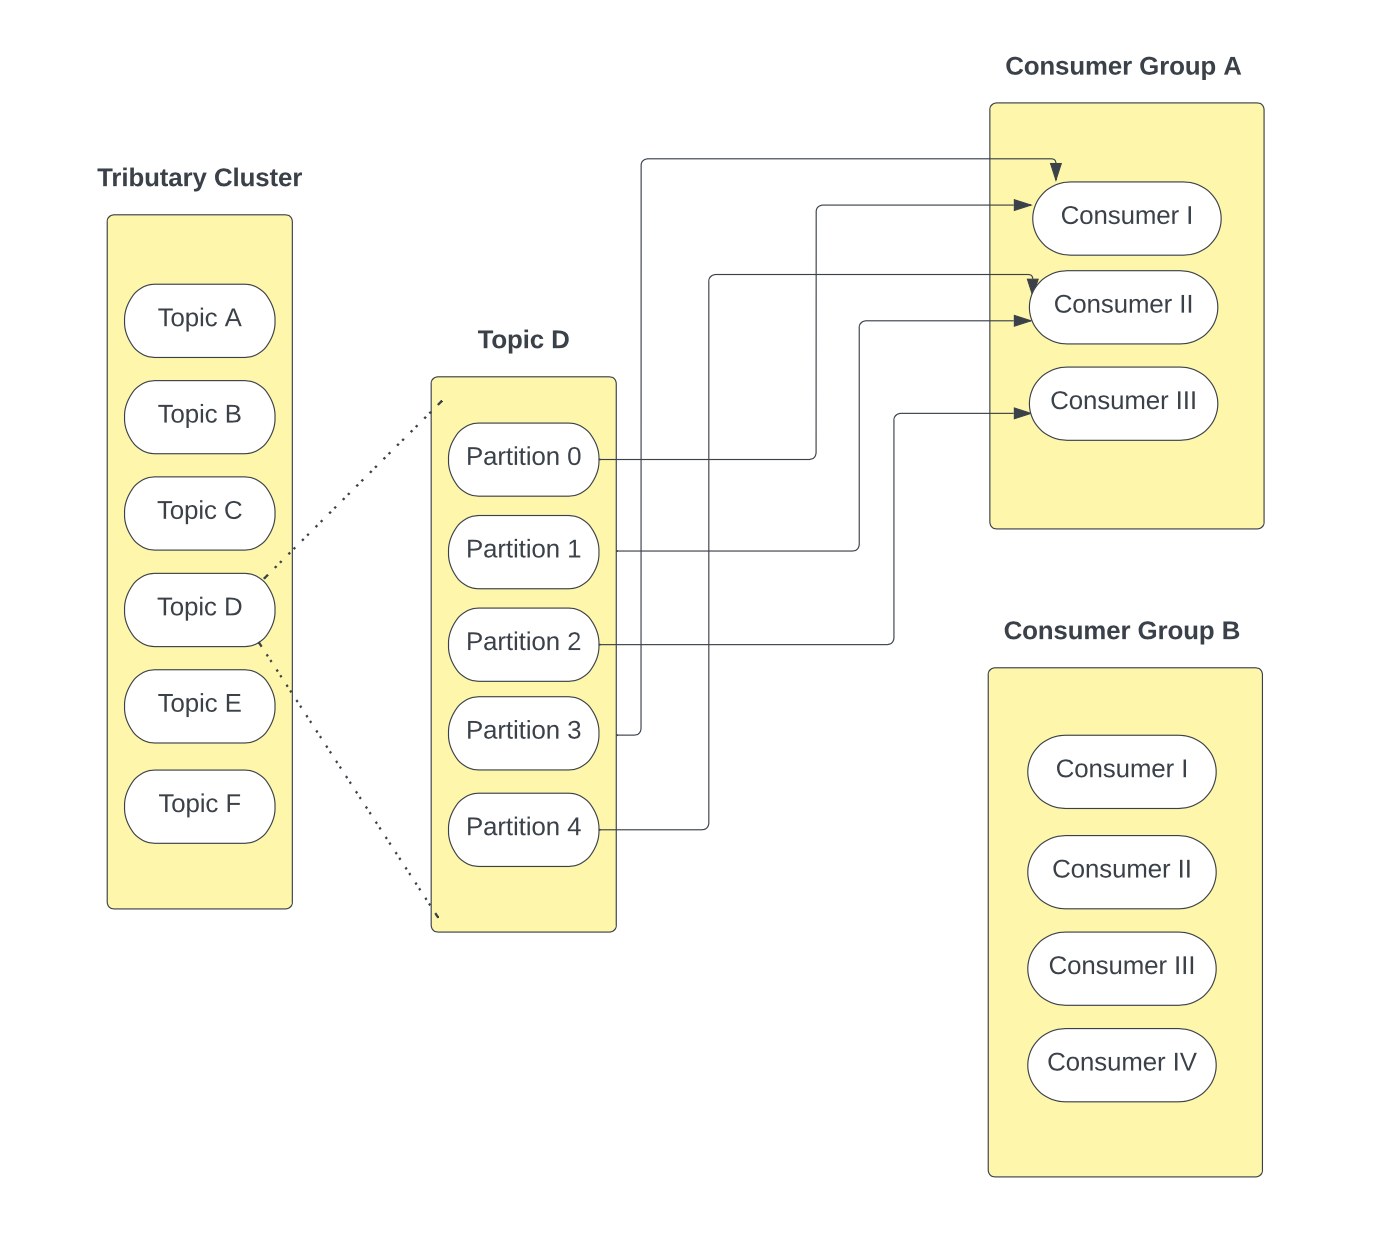 Tributary Cluster
Topic A
Topic B
Topic C
Topic D
Topic E
Topic F
Topic D
Partition 0
Partition 1
Partition 2
Partition 3
Partition 4
Consumer Group A
Consumer I
Consumer II
Consumer III
Consumer Group B
Consumer I
Consumer II
Consumer III
Consumer IV